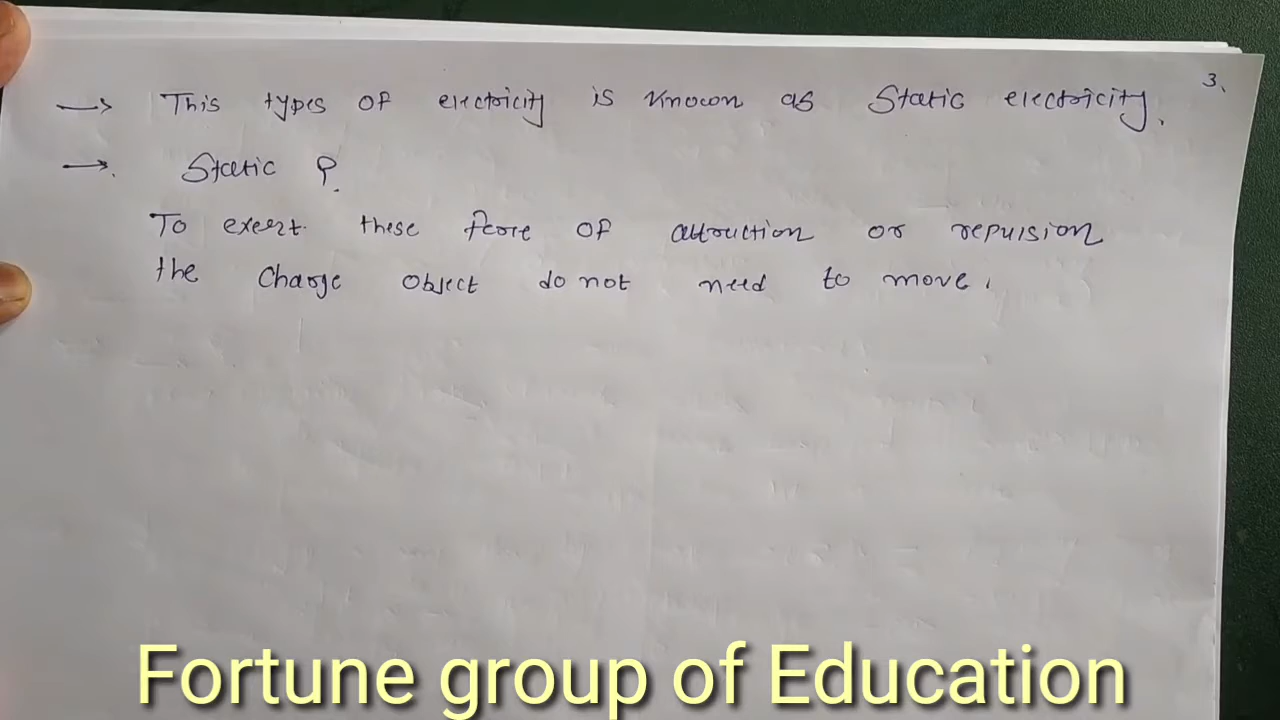 3.
→ This types of electricity is known as Static electricity.
→. Static ?
To exert these force of attraction or repulsion
the charge object do not need to move.
Fortune group of Education